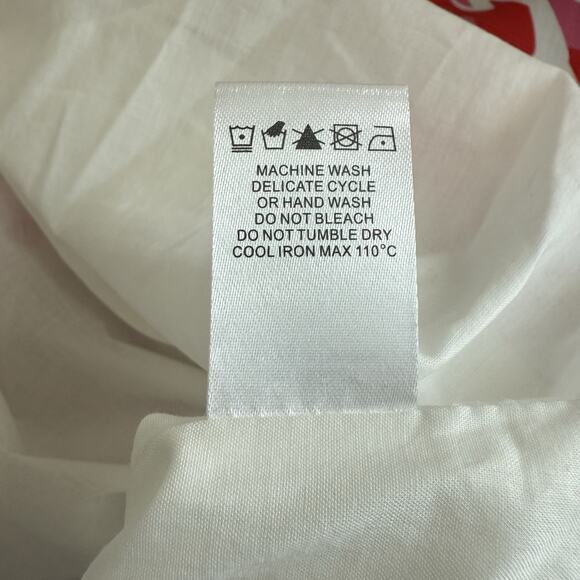 MACHINE WASH
DELICATE CYCLE
OR HAND WASH
DO NOT BLEACH
DO NOT TUMBLE DRY
COOL IRON MAX 110°C